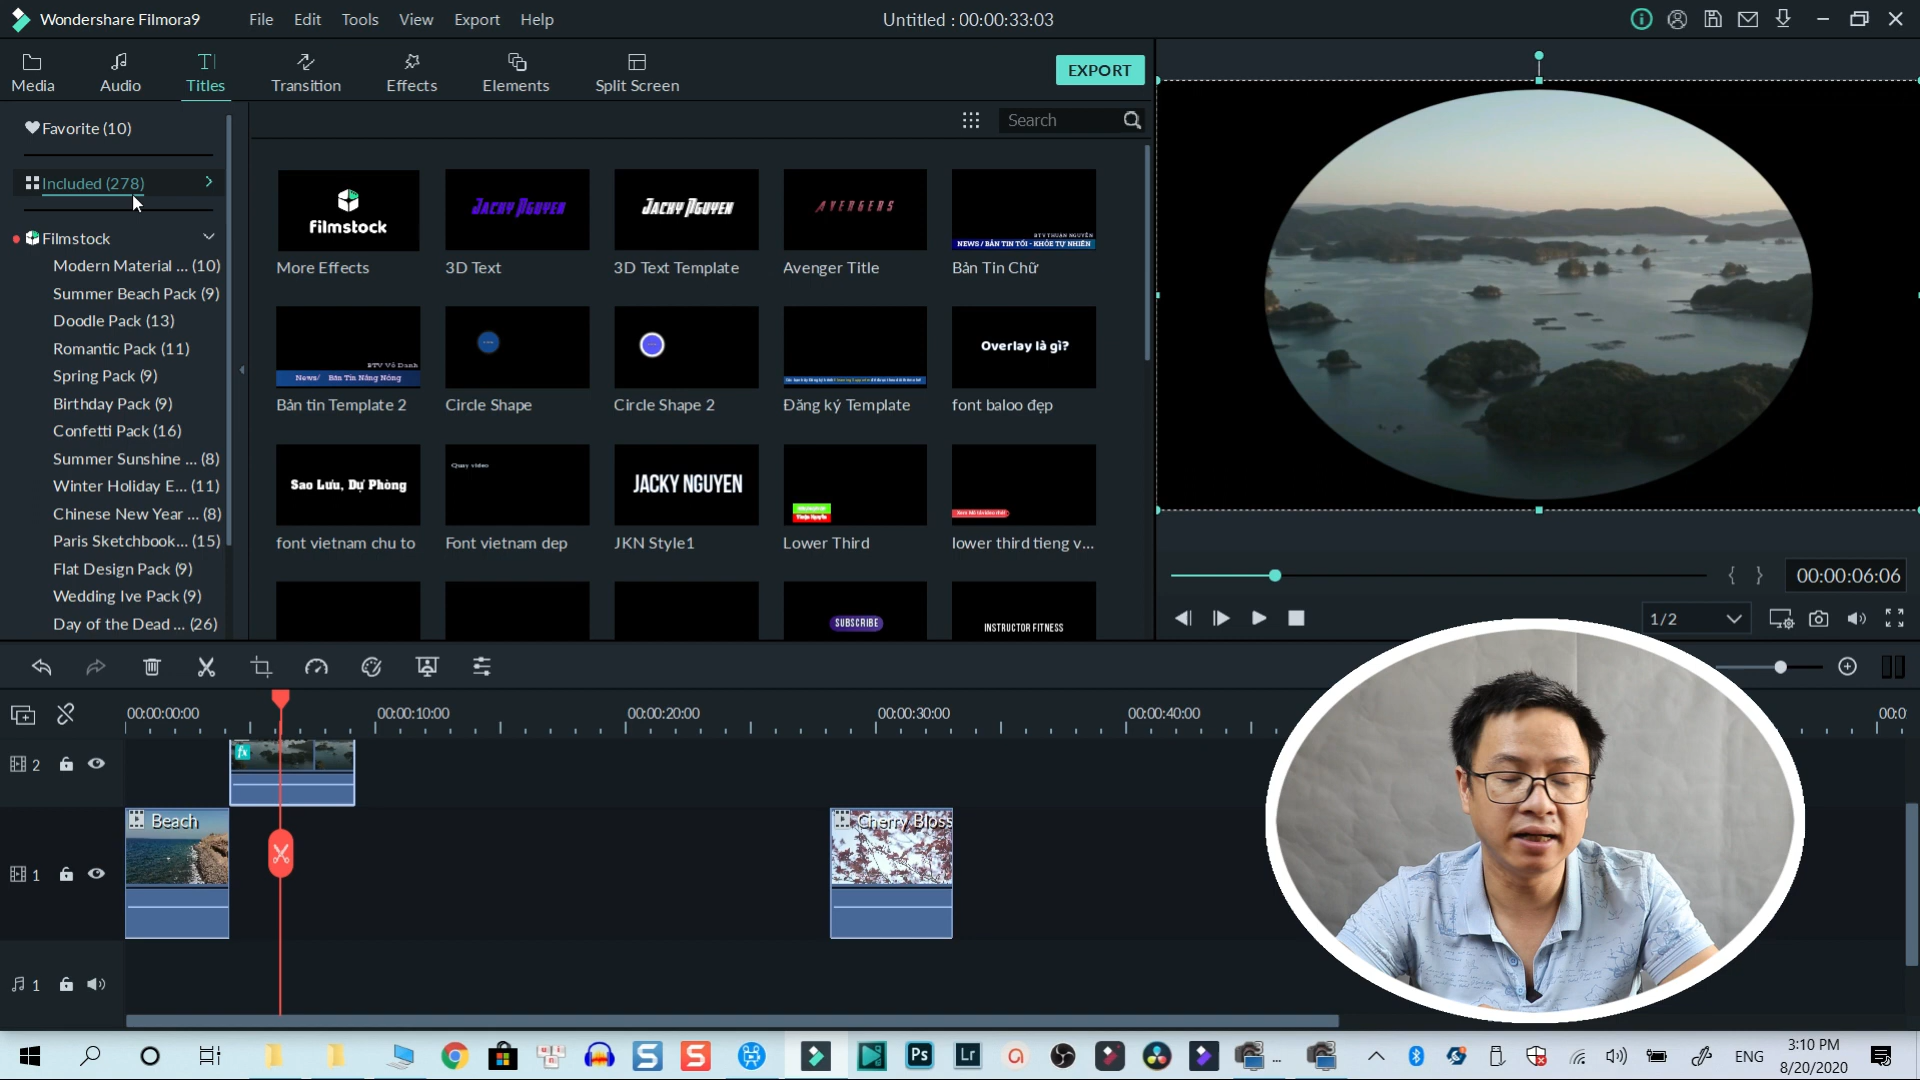 Wondershare Filmora9
File Edit Tools View Export Help
Untitled : 00:00:33:03
Media Audio Titles Transition Effects Elements Split Screen
EXPORT
Search
Favorite (10)
Included (278)
Filmstock
Modern Material ... (10)
Summer Beach Pack (9)
Doodle Pack (13)
Romantic Pack (11)
Spring Pack (9)
Birthday Pack (9)
Confetti Pack (16)
Summer Sunshine ... (8)
Winter Holiday E... (11)
Chinese New Year ... (8)
Paris Sketchbook... (15)
Flat Design Pack (9)
Wedding Ive Pack (9)
Day of the Dead ... (26)
filmstock
JACKY NGUYEN
JACKY NGUYEN
AVENGERS
BTV THUẬN NGUYỄN
NEWS / BẢN TIN TỐI - KHỎE TỰ NHIÊN
More Effects
3D Text
3D Text Template
Avenger Title
Bản Tin Chữ
BTV Vô Danh
News/ Bản Tin Nắng Nóng
Overlay là gì?
Bản tin Template 2
Circle Shape
Circle Shape 2
Đăng ký Template
font baloo đẹp
Sao Lưu, Dự Phòng
Quay video
JACKY NGUYEN
font vietnam chu to
Font vietnam dep
JKN Style1
Lower Third
lower third tieng v...
SUBSCRIBE
INSTRUCTOR FITNESS
00:00:06:06
1/2
00:00:00:00
00:00:10:00
00:00:20:00
00:00:30:00
00:00:40:00
00:0
2
1
Beach
Cherry Bloss
1
Ps
Lr
ENG
3:10 PM
8/20/2020